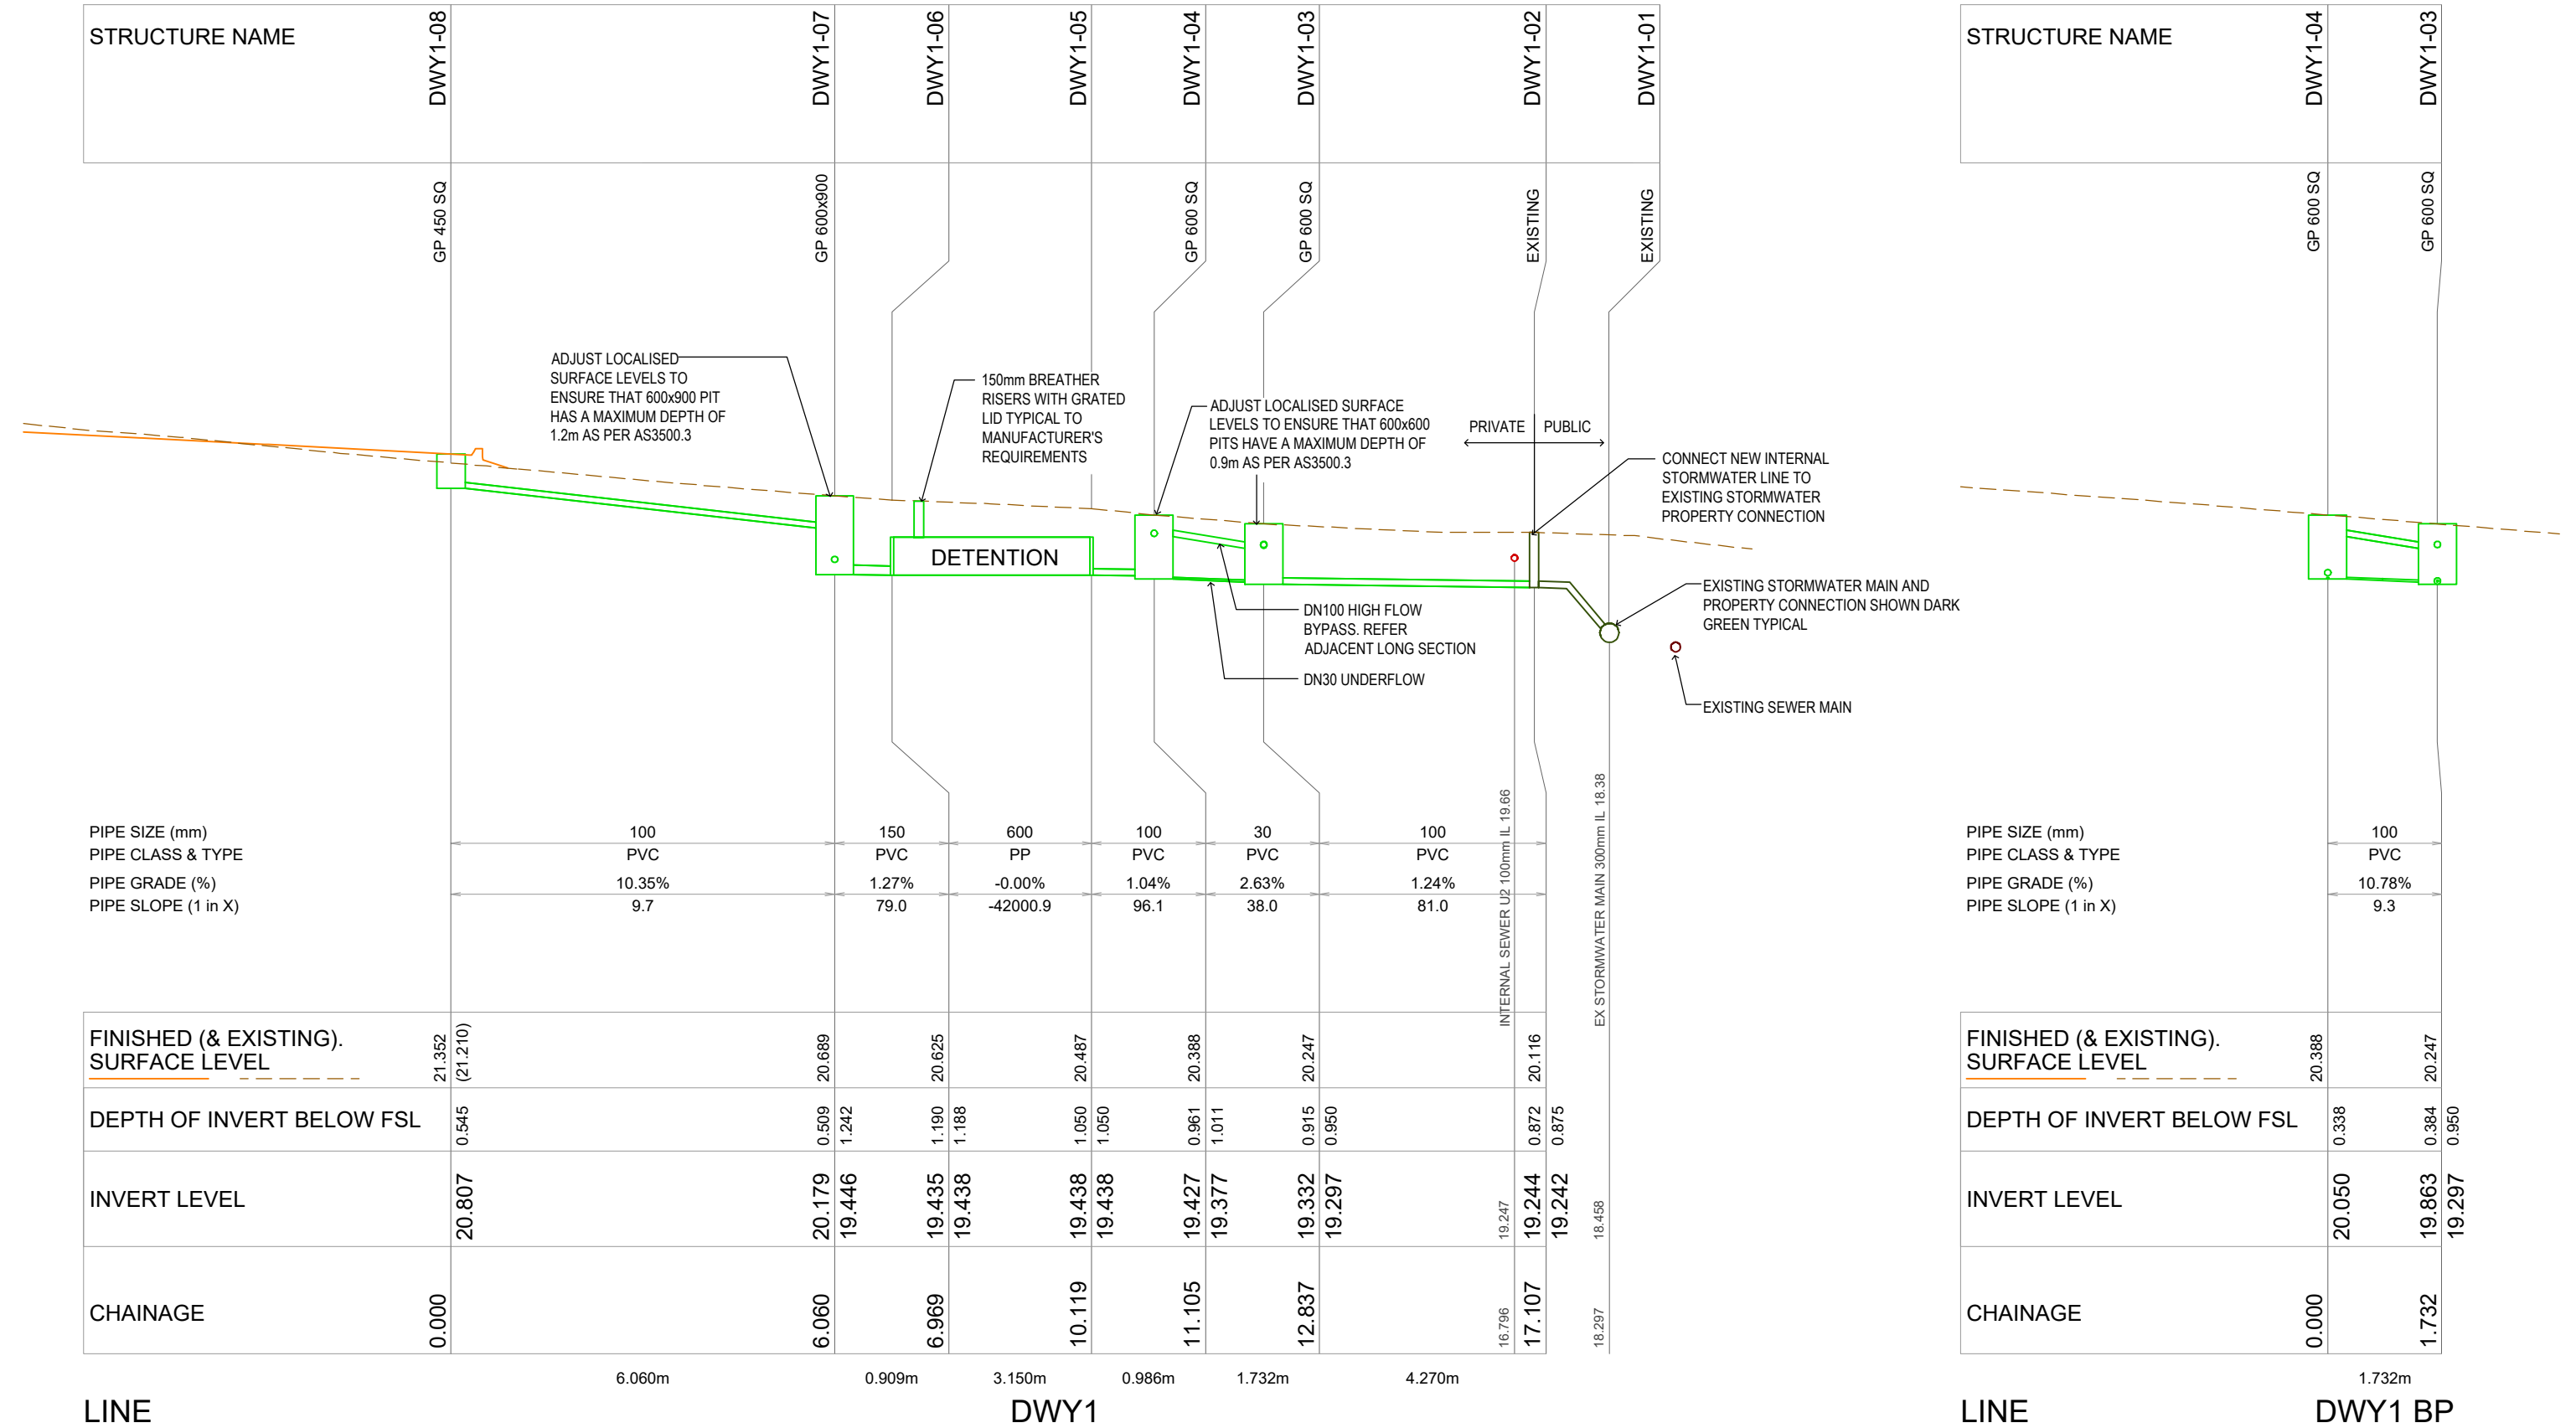 STRUCTURE NAME
DWY1-08
DWY1-07
DWY1-06
DWY1-05
DWY1-04
DWY1-03
DWY1-02
DWY1-01
GP 450 SQ
GP 600x900
GP 600 SQ
GP 600 SQ
EXISTING
EXISTING
ADJUST LOCALISED
SURFACE LEVELS TO
ENSURE THAT 600x900 PIT
HAS A MAXIMUM DEPTH OF
1.2m AS PER AS3500.3
150mm BREATHER
RISERS WITH GRATED
LID TYPICAL TO
MANUFACTURER'S
REQUIREMENTS
ADJUST LOCALISED SURFACE
LEVELS TO ENSURE THAT 600x600
PITS HAVE A MAXIMUM DEPTH OF
0.9m AS PER AS3500.3
PRIVATE
PUBLIC
CONNECT NEW INTERNAL
STORMWATER LINE TO
EXISTING STORMWATER
PROPERTY CONNECTION
DETENTION
EXISTING STORMWATER MAIN AND
PROPERTY CONNECTION SHOWN DARK
GREEN TYPICAL
DN100 HIGH FLOW
BYPASS. REFER
ADJACENT LONG SECTION
DN30 UNDERFLOW
EXISTING SEWER MAIN
INTERNAL SEWER U2 100mm IL 19.66
EX STORMWATER MAIN 300mm IL 18.38
PIPE SIZE (mm) 100 150 600 100 30 100
PIPE CLASS & TYPE PVC PVC PP PVC PVC PVC
PIPE GRADE (%) 10.35% 1.27% -0.00% 1.04% 2.63% 1.24%
PIPE SLOPE (1 in X) 9.7 79.0 -42000.9 96.1 38.0 81.0
FINISHED (& EXISTING).
SURFACE LEVEL
21.352
(21.210)
20.689
20.625
20.487
20.388
20.247
20.116
DEPTH OF INVERT BELOW FSL
0.545
0.509
1.242
1.190
1.188
1.050
1.050
0.961
1.011
0.915
0.950
0.872
0.875
INVERT LEVEL
20.807
20.179
19.446
19.435
19.438
19.438
19.438
19.427
19.377
19.332
19.297
19.247
19.244
19.242
18.458
CHAINAGE
0.000
6.060
6.969
10.119
11.105
12.837
16.796
17.107
18.297
6.060m 0.909m 3.150m 0.986m 1.732m 4.270m
LINE DWY1
STRUCTURE NAME
DWY1-04
DWY1-03
GP 600 SQ
GP 600 SQ
PIPE SIZE (mm) 100
PIPE CLASS & TYPE PVC
PIPE GRADE (%) 10.78%
PIPE SLOPE (1 in X) 9.3
FINISHED (& EXISTING).
SURFACE LEVEL
20.388
20.247
DEPTH OF INVERT BELOW FSL
0.338
0.384
0.950
INVERT LEVEL
20.050
19.863
19.297
CHAINAGE
0.000
1.732
1.732m
LINE DWY1 BP